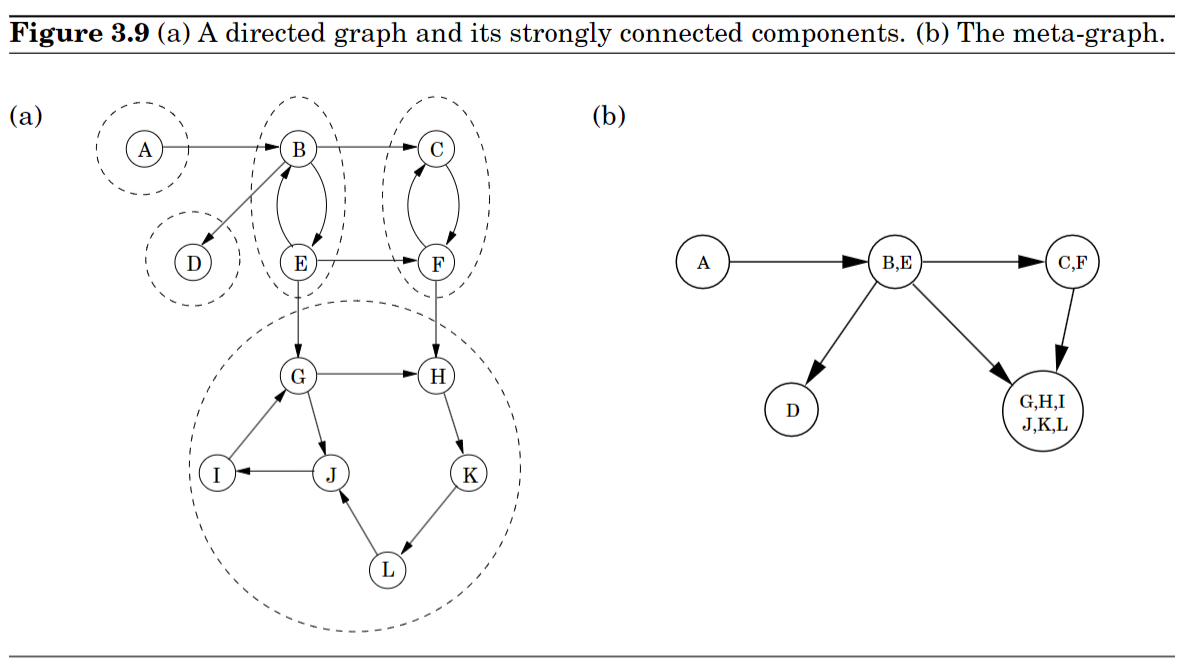 Figure 3.9 (a) A directed graph and its strongly connected components. (b) The meta-graph.
(a)
A
B
C
D
E
F
G
H
I
J
K
L
(b)
A
B,E
C,F
D
G,H,I
J,K,L